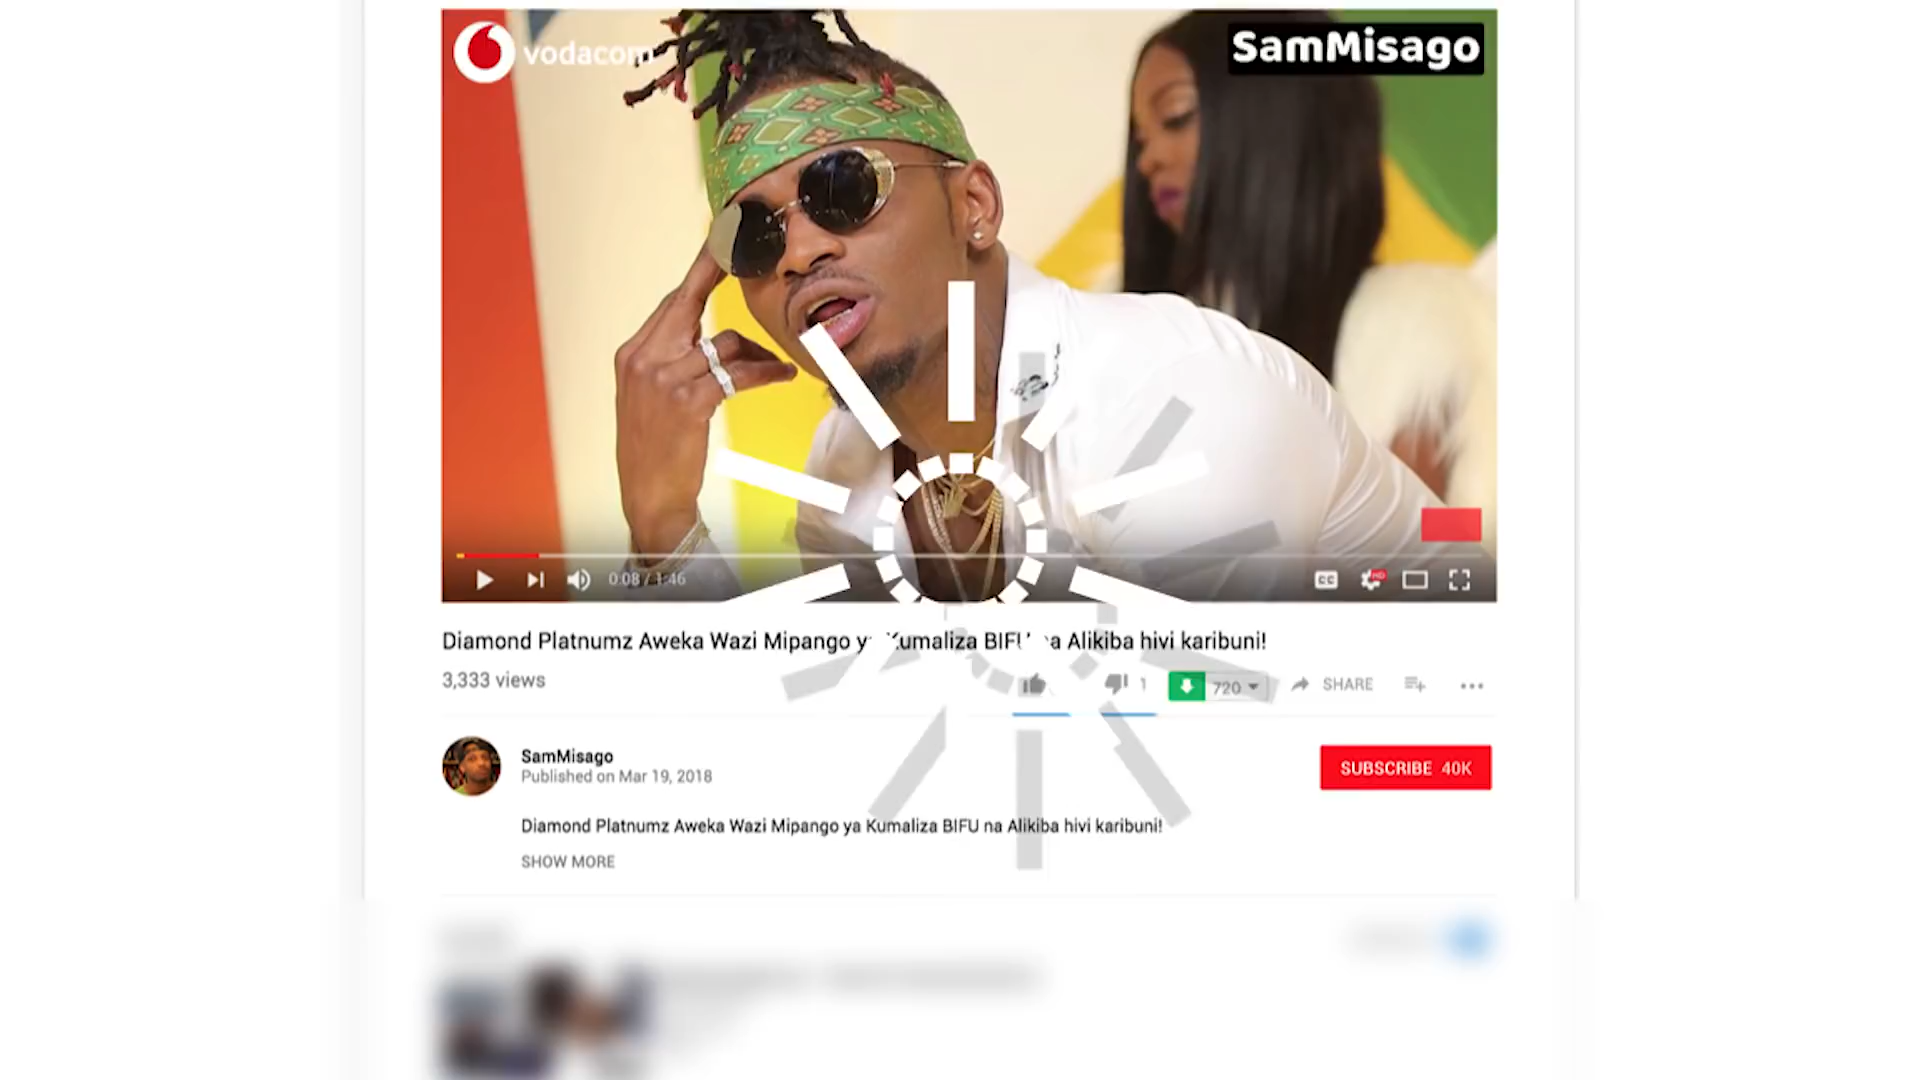 vodacom
SamMisago
0:08 / 1:46
CC
HD
Diamond Platnumz Aweka Wazi Mipango ya Kumaliza BIFU na Alikiba hivi karibuni!
3,333 views
1
720
SHARE
SamMisago
Published on Mar 19, 2018
SUBSCRIBE 40K
Diamond Platnumz Aweka Wazi Mipango ya Kumaliza BIFU na Alikiba hivi karibuni!
SHOW MORE